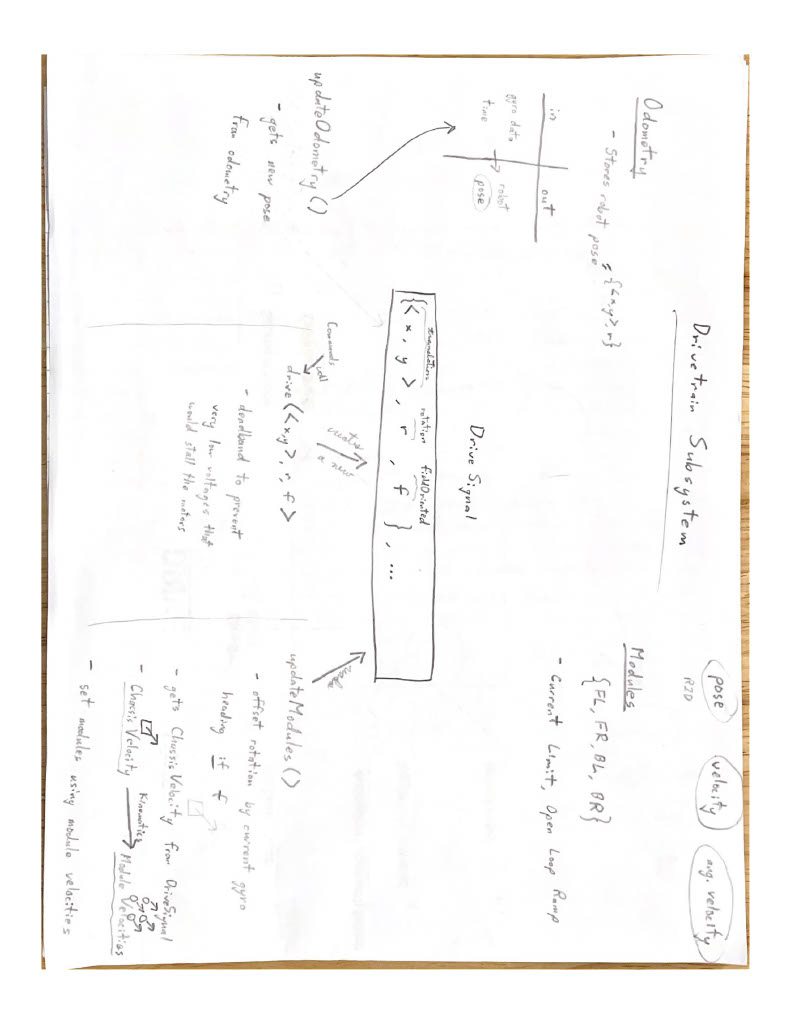 Drivetrain Subsystem
pose
velocity
ang. velocity
R2D
Odometry
- Stores robot pose = {<x,y>, r}
in
out
gyro data
time
robot
pose
Modules
{FL, FR, BL, BR}
- Current Limit, Open Loop Ramp
Drive Signal
translation
rotation
fieldOriented
{< x, y >, r, f }, ...
updateOdometry ()
- gets new pose
from odometry
creates
a new
Commands
call
drive (<x,y>, r, f >
- deadband to prevent
very low voltages that
would stall the motors
reads
updateModules ()
- offset rotation by current gyro
heading if f
- gets Chassis Velocity from DriveSignal
- Chassis Velocity
Kinematics
Module Velocities
- set modules using module velocities